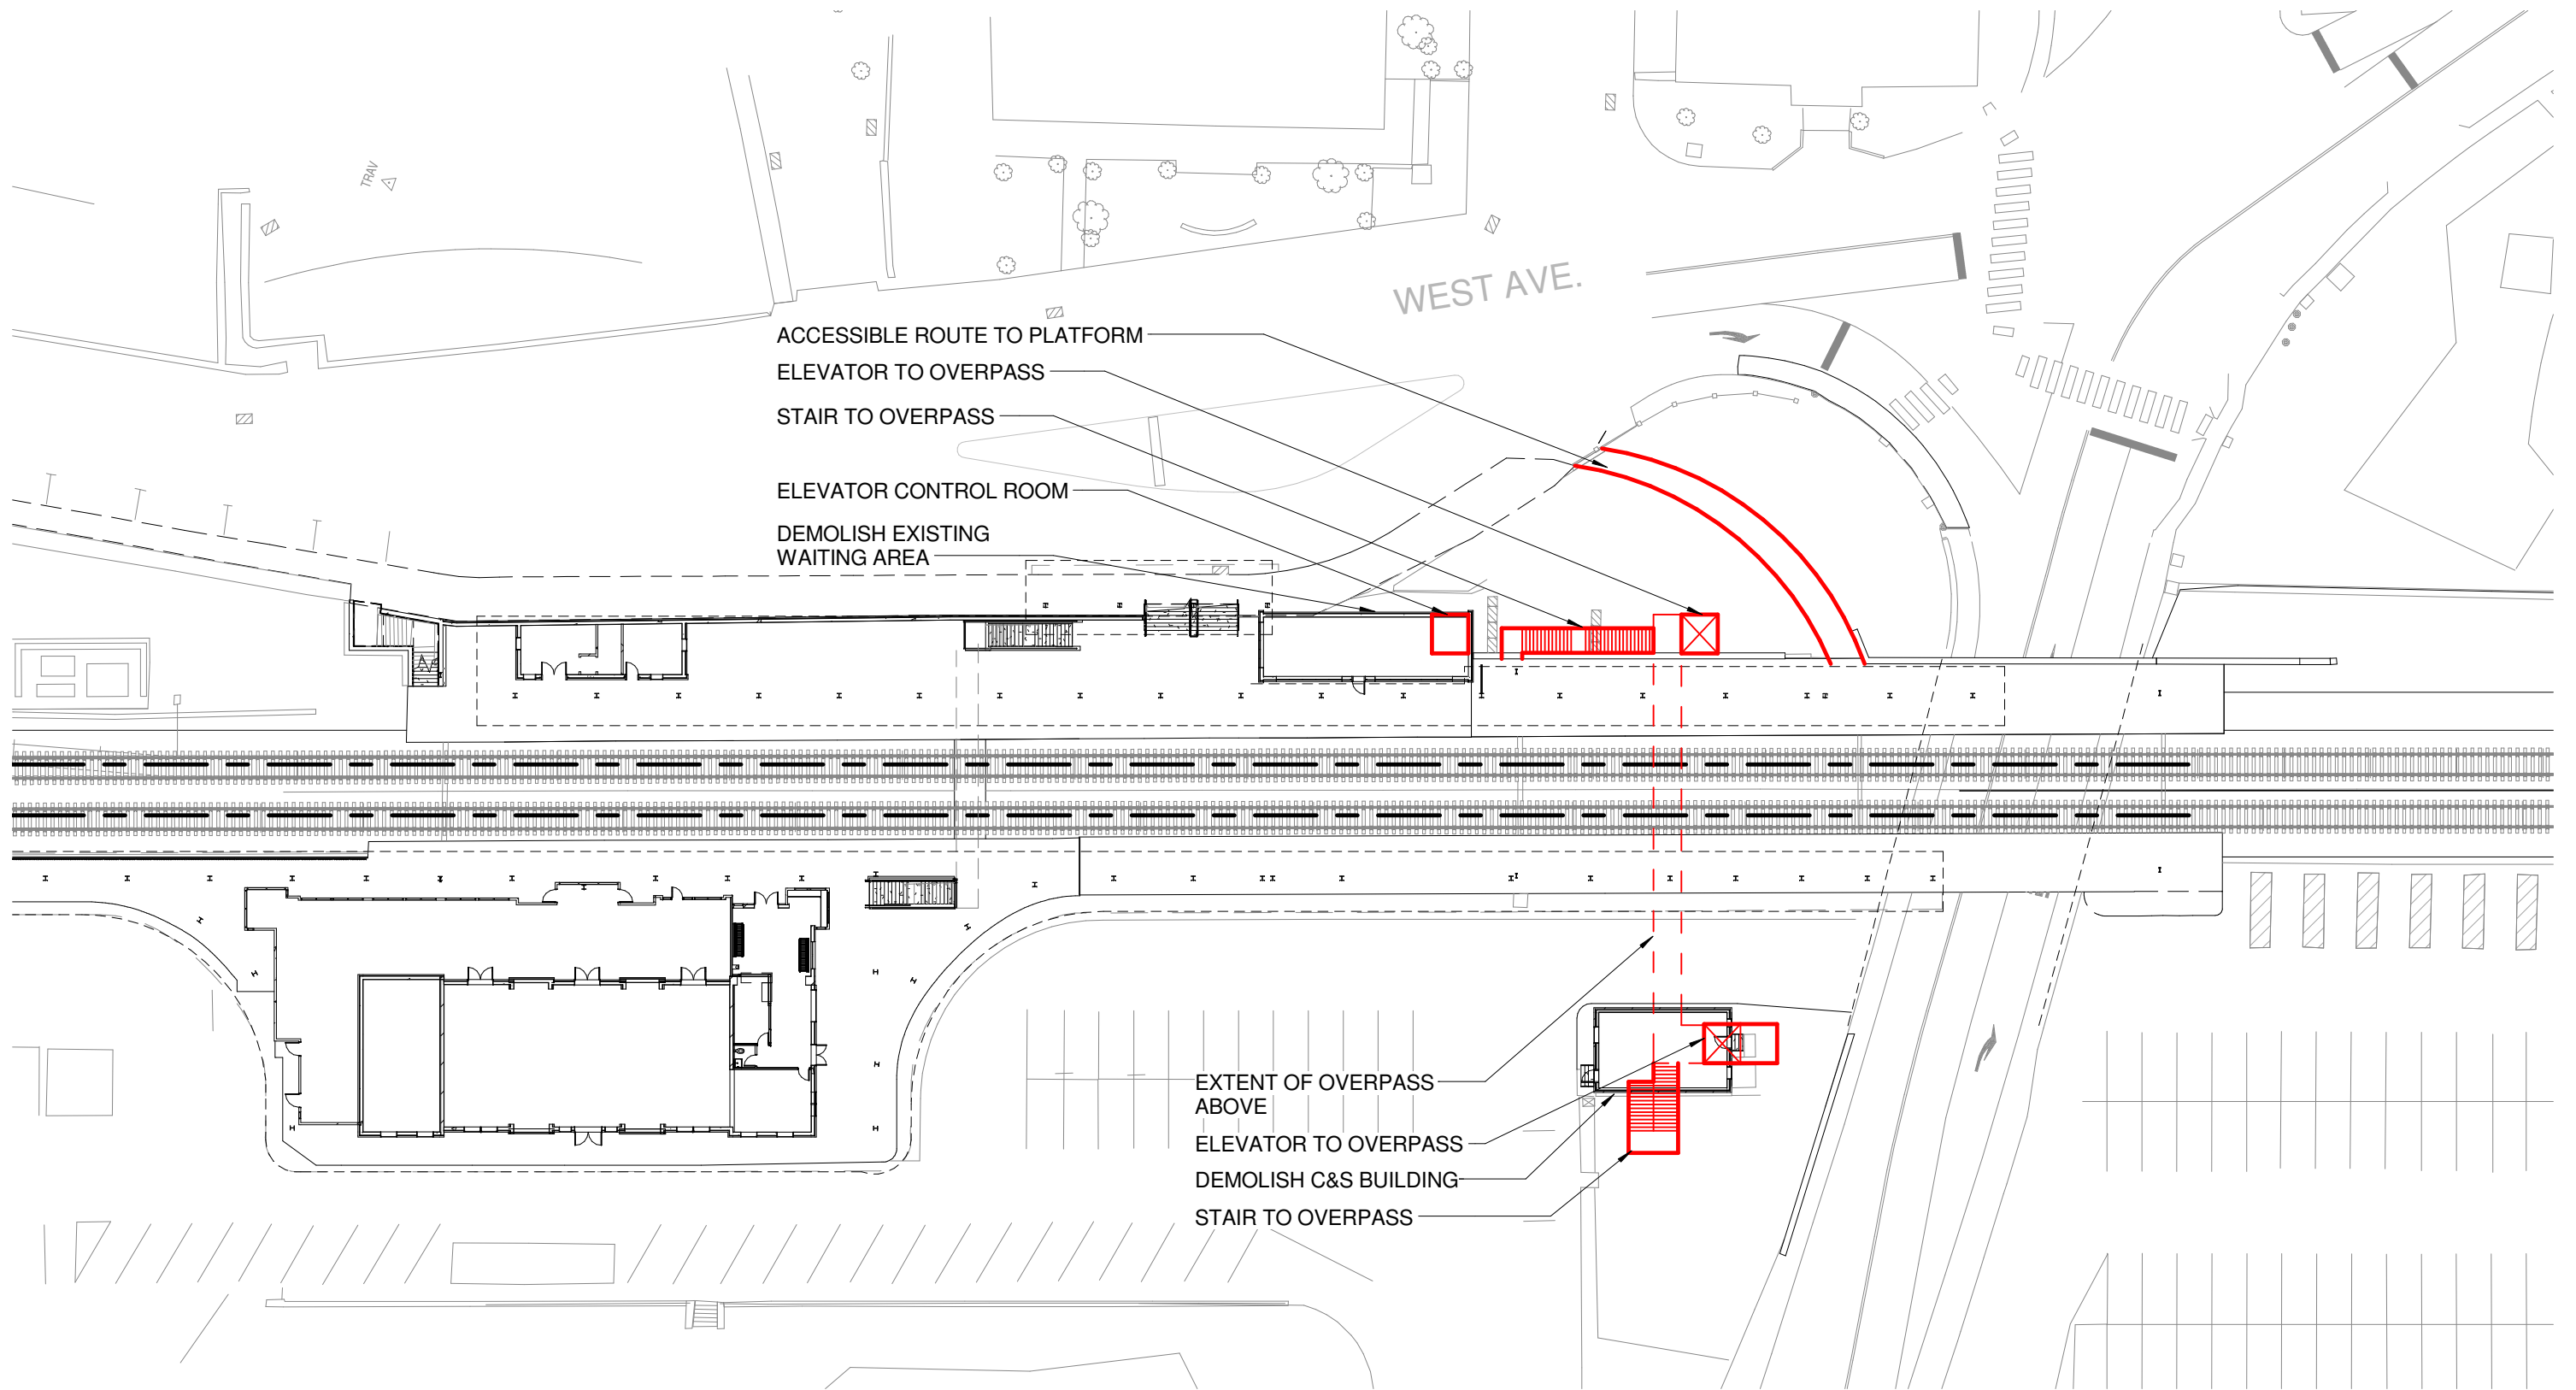 TRAV
WEST AVE.
ACCESSIBLE ROUTE TO PLATFORM
ELEVATOR TO OVERPASS
STAIR TO OVERPASS
ELEVATOR CONTROL ROOM
DEMOLISH EXISTING
WAITING AREA
EXTENT OF OVERPASS
ABOVE
ELEVATOR TO OVERPASS
DEMOLISH C&S BUILDING
STAIR TO OVERPASS